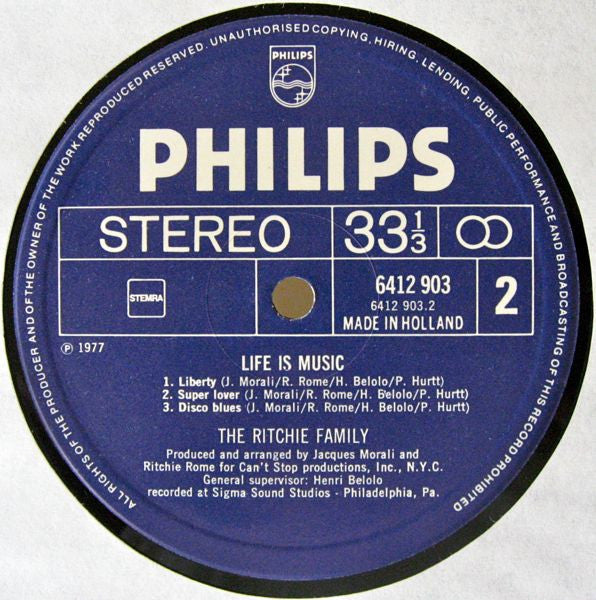 ALL RIGHTS OF THE PRODUCER AND OF THE OWNER OF THE WORK REPRODUCED RESERVED. UNAUTHORISED COPYING, HIRING, LENDING, PUBLIC PERFORMANCE AND BROADCASTING OF THIS RECORD PROHIBITED
PHILIPS
PHILIPS
STEREO 33 1/3
STEMRA
6412 903
6412 903.2
MADE IN HOLLAND
2
℗ 1977
LIFE IS MUSIC
1. Liberty (J. Morali/R. Rome/H. Belolo/P. Hurtt)
2. Super lover (J. Morali/R. Rome/H. Belolo/P. Hurtt)
3. Disco blues (J. Morali/R. Rome/H. Belolo/P. Hurtt)
THE RITCHIE FAMILY
Produced and arranged by Jacques Morali and
Ritchie Rome for Can't Stop productions, Inc., N.Y.C.
General supervisor: Henri Belolo
recorded at Sigma Sound Studios - Philadelphia, Pa.